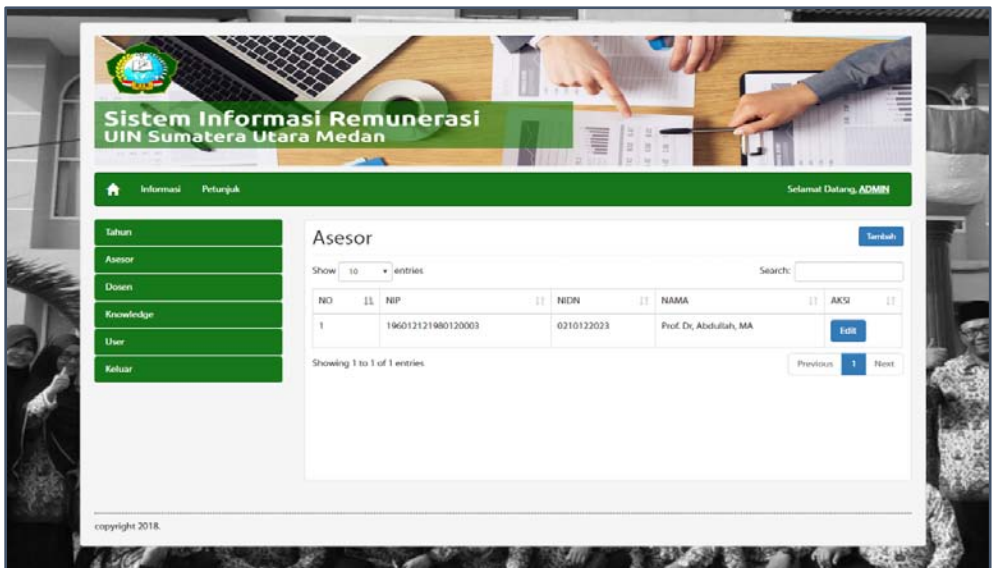 Sistem Informasi Remunerasi
UIN Sumatera Utara Medan
Informasi Petunjuk Selamat Datang, ADMIN
Tahun
Asesor
Dosen
Knowledge
User
Keluar
Asesor Tambah
Show 10 entries Search:
NO NIP NIDN NAMA AKSI
1 196012121980120003 0210122023 Prof. Dr, Abdullah, MA Edit
Showing 1 to 1 of 1 entries Previous 1 Next
copyright 2018.